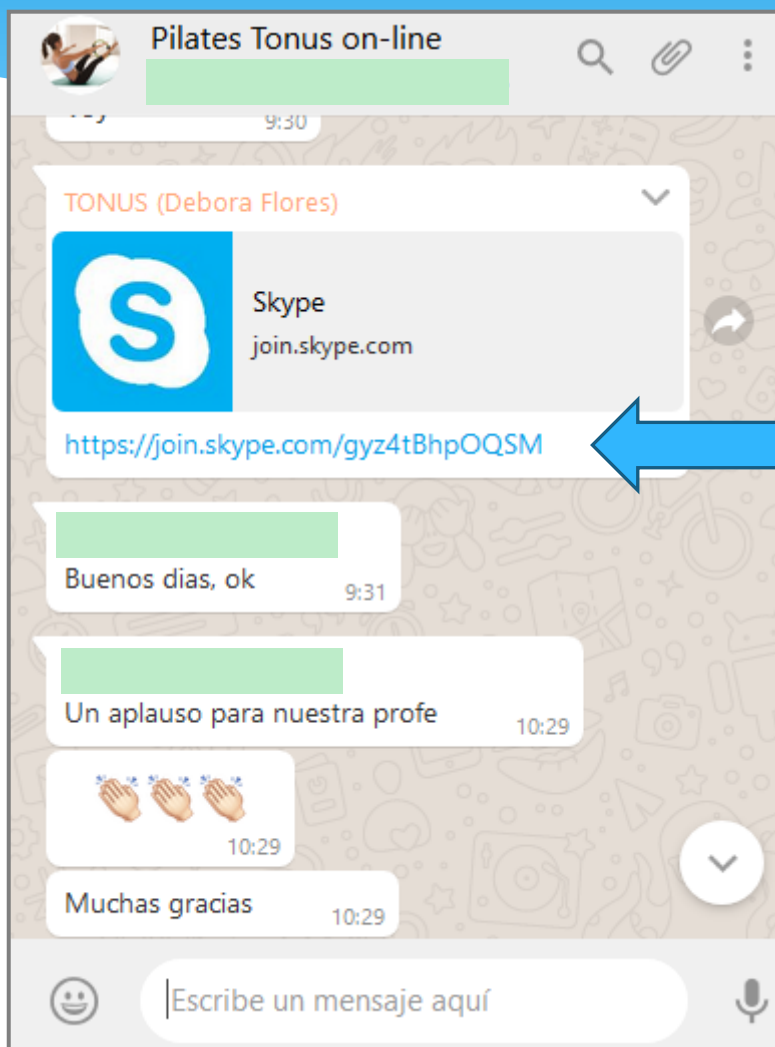 Pilates Tonus on-line
9:30
TONUS (Debora Flores)
S
Skype
join.skype.com
https://join.skype.com/gyz4tBhpOQSM
Buenos dias, ok
9:31
Un aplauso para nuestra profe
10:29
10:29
Muchas gracias
10:29
Escribe un mensaje aquí